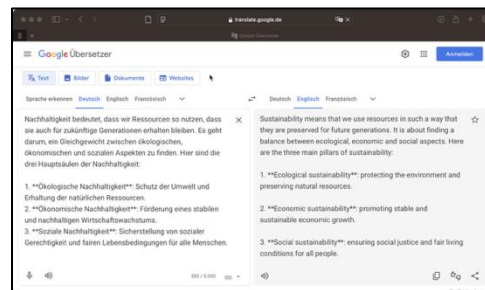 translate.google.de
Google Übersetzer
Google Übersetzer
Anmelden
Text
Bilder
Dokumente
Websites
Sprache erkennen Deutsch Englisch Französisch
Deutsch Englisch Französisch
Nachhaltigkeit bedeutet, dass wir Ressourcen so nutzen, dass
sie auch für zukünftige Generationen erhalten bleiben. Es geht
darum, ein Gleichgewicht zwischen ökologischen,
ökonomischen und sozialen Aspekten zu finden. Hier sind die
drei Hauptsäulen der Nachhaltigkeit:
1. **Ökologische Nachhaltigkeit**: Schutz der Umwelt und
Erhaltung der natürlichen Ressourcen.
2. **Ökonomische Nachhaltigkeit**: Förderung eines stabilen
und nachhaltigen Wirtschaftswachstums.
3. **Soziale Nachhaltigkeit**: Sicherstellung von sozialer
Gerechtigkeit und fairen Lebensbedingungen für alle Menschen.
Sustainability means that we use resources in such a way that
they are preserved for future generations. It is about finding a
balance between ecological, economic and social aspects. Here
are the three main pillars of sustainability:
1. **Ecological sustainability**: protecting the environment and
preserving natural resources.
2. **Economic sustainability**: promoting stable and
sustainable economic growth.
3. **Social sustainability**: ensuring social justice and fair living
conditions for all people.